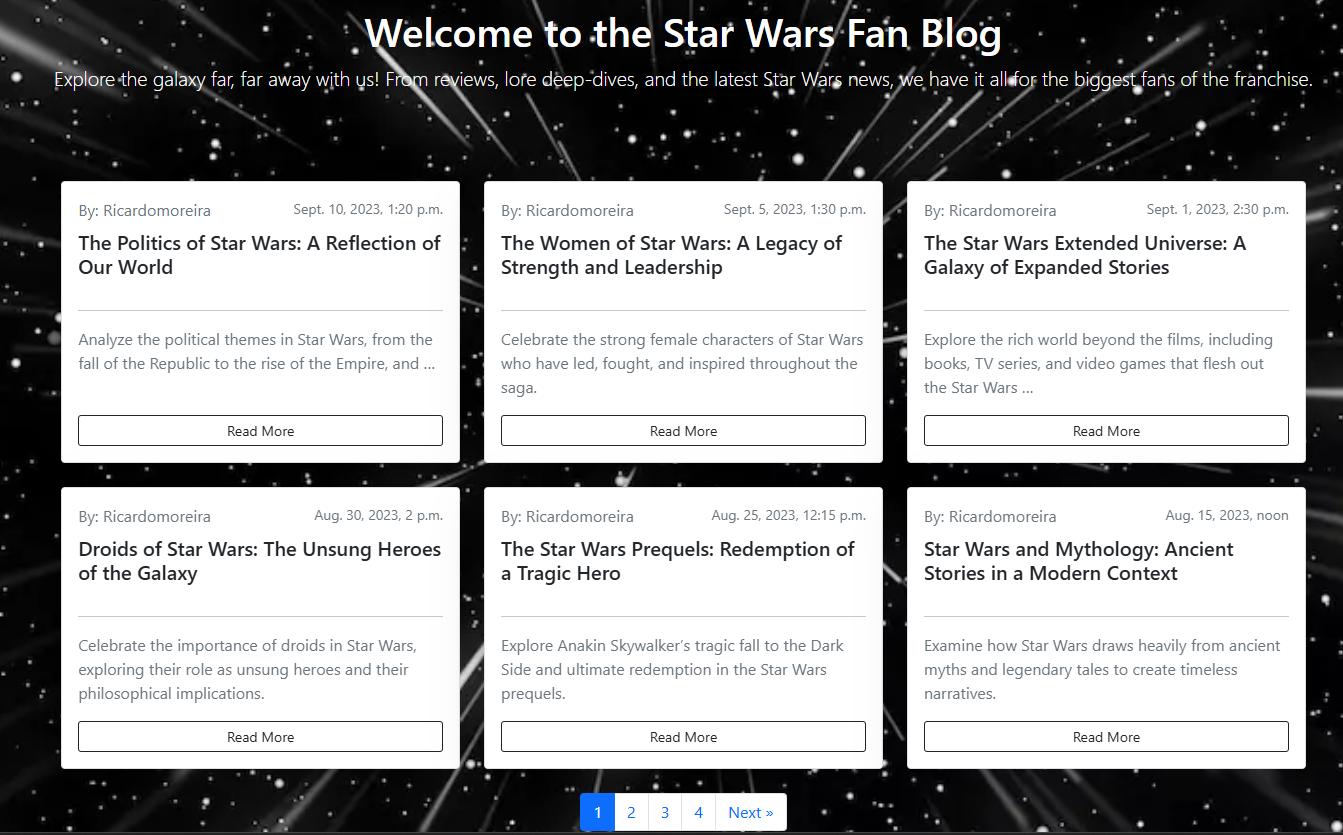 Welcome to the Star Wars Fan Blog
Explore the galaxy far, far away with us! From reviews, lore deep-dives, and the latest Star Wars news, we have it all for the biggest fans of the franchise.
By: Ricardomoreira Sept. 10, 2023, 1:20 p.m.
The Politics of Star Wars: A Reflection of
Our World
Analyze the political themes in Star Wars, from the
fall of the Republic to the rise of the Empire, and ...
Read More
By: Ricardomoreira Sept. 5, 2023, 1:30 p.m.
The Women of Star Wars: A Legacy of
Strength and Leadership
Celebrate the strong female characters of Star Wars
who have led, fought, and inspired throughout the
saga.
Read More
By: Ricardomoreira Sept. 1, 2023, 2:30 p.m.
The Star Wars Extended Universe: A
Galaxy of Expanded Stories
Explore the rich world beyond the films, including
books, TV series, and video games that flesh out
the Star Wars ...
Read More
By: Ricardomoreira Aug. 30, 2023, 2 p.m.
Droids of Star Wars: The Unsung Heroes
of the Galaxy
Celebrate the importance of droids in Star Wars,
exploring their role as unsung heroes and their
philosophical implications.
Read More
By: Ricardomoreira Aug. 25, 2023, 12:15 p.m.
The Star Wars Prequels: Redemption of
a Tragic Hero
Explore Anakin Skywalker’s tragic fall to the Dark
Side and ultimate redemption in the Star Wars
prequels.
Read More
By: Ricardomoreira Aug. 15, 2023, noon
Star Wars and Mythology: Ancient
Stories in a Modern Context
Examine how Star Wars draws heavily from ancient
myths and legendary tales to create timeless
narratives.
Read More
1 2 3 4 Next »